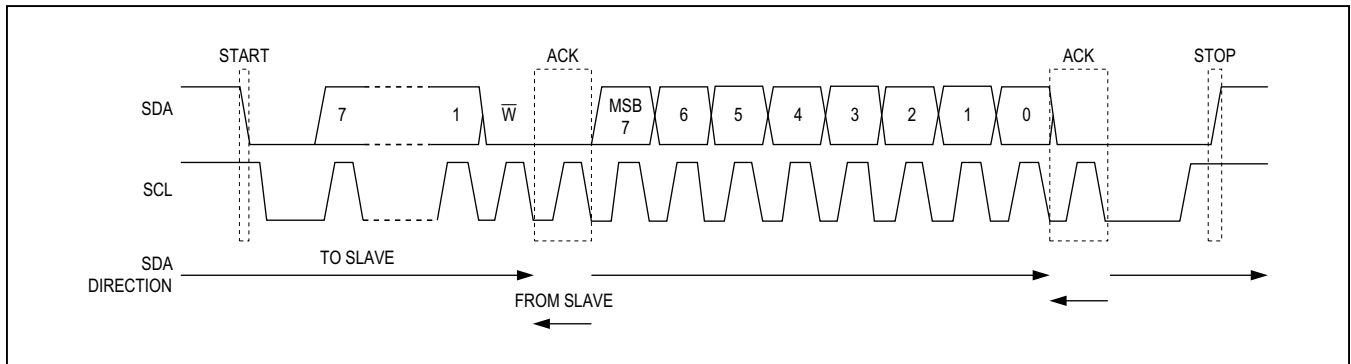 START ACK ACK STOP
SDA 7 1 W̅ MSB 7 6 5 4 3 2 1 0
SCL
SDA DIRECTION TO SLAVE
FROM SLAVE